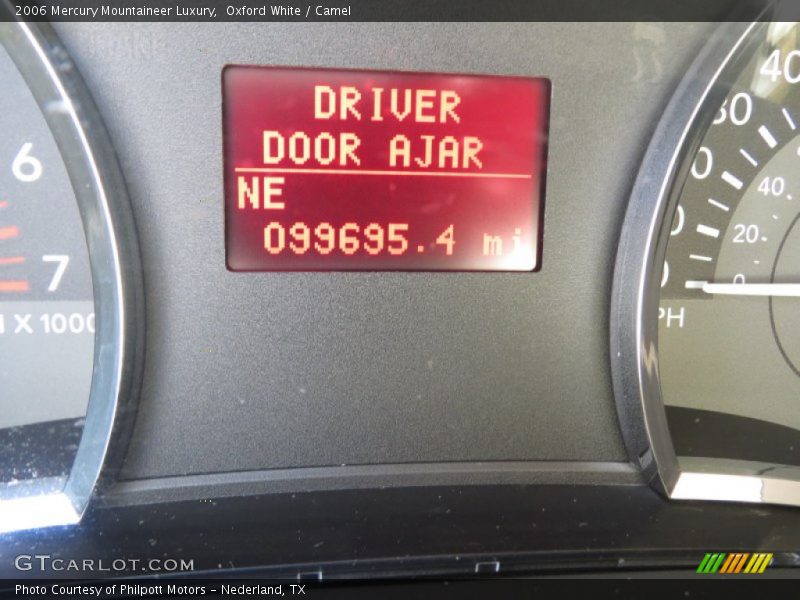 2006 Mercury Mountaineer Luxury,  Oxford White / Camel
DRIVER
DOOR AJAR
NE
099695.4 mi
6
7
X 1000
40
40
20
0
PH
GTCARLOT.COM
Photo Courtesy of Philpott Motors – Nederland, TX